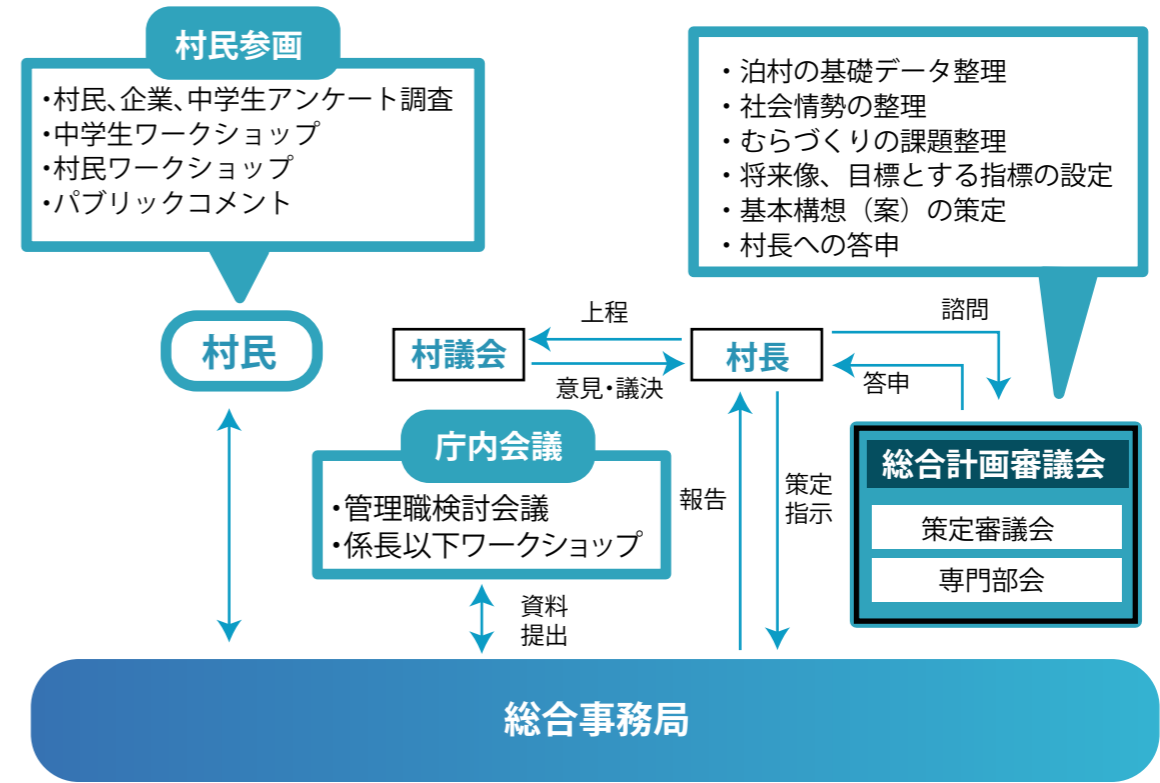 村民参画
・村民、企業、中学生アンケート調査
・中学生ワークショップ
・村民ワークショップ
・パブリックコメント
・泊村の基礎データ整理
・社会情勢の整理
・むらづくりの課題整理
・将来像、目標とする指標の設定
・基本構想（案）の策定
・村長への答申
村民
村議会
上程
意見・議決
村長
諮問
答申
庁内会議
・管理職検討会議
・係長以下ワークショップ
資料
提出
報告
策定
指示
総合計画審議会
策定審議会
専門部会
総合事務局